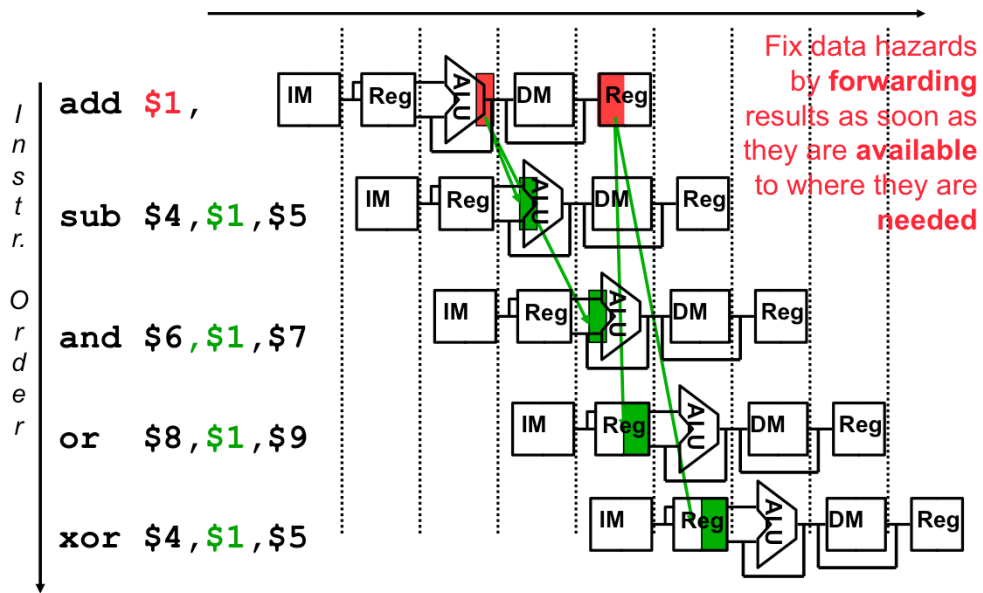 Fix data hazards
by forwarding
results as soon as
they are available
to where they are
needed
Instr. Order
add $1,
IM Reg ALU DM Reg
sub $4,$1,$5
IM Reg ALU DM Reg
and $6,$1,$7
IM Reg ALU DM Reg
or $8,$1,$9
IM Reg ALU DM Reg
xor $4,$1,$5
IM Reg ALU DM Reg